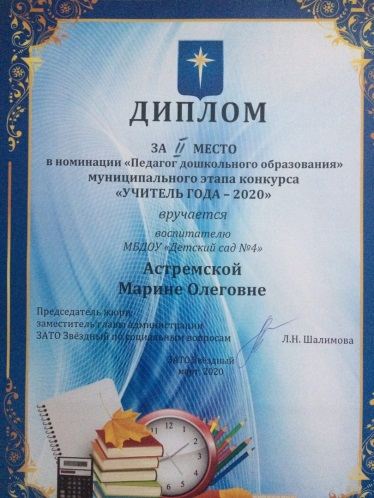 ДИПЛОМ
ЗА II МЕСТО
в номинации «Педагог дошкольного образования»
муниципального этапа конкурса
«УЧИТЕЛЬ ГОДА – 2020»
вручается
воспитателю
МБДОУ «Детский сад №4»
Астремской
Марине Олеговне
Председатель жюри,
заместитель главы администрации
ЗАТО Звёздный по социальным вопросам
Л.Н. Шалимова
ЗАТО Звёздный
март, 2020